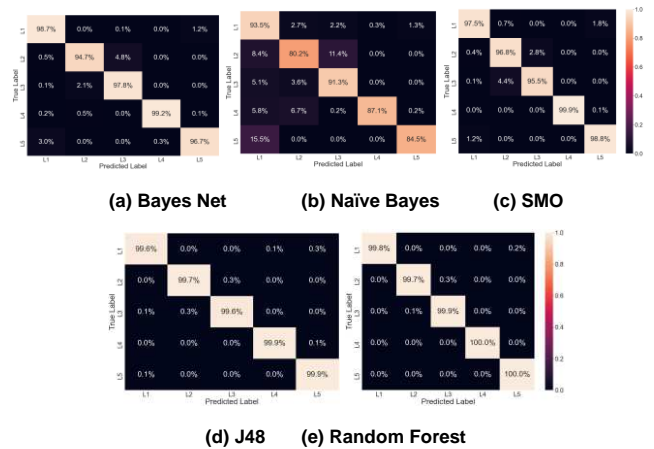 L1 98.7% 0.0% 0.1% 0.0% 1.2%
L2 0.5% 94.7% 4.8% 0.0% 0.0%
L3 0.1% 2.1% 97.8% 0.0% 0.0%
L4 0.2% 0.5% 0.0% 99.2% 0.1%
L5 3.0% 0.0% 0.0% 0.3% 96.7%
True Label
L1 L2 L3 L4 L5
Predicted Label
(a) Bayes Net
L1 93.5% 2.7% 2.2% 0.3% 1.3%
L2 8.4% 80.2% 11.4% 0.0% 0.0%
L3 5.1% 3.6% 91.3% 0.0% 0.0%
L4 5.8% 6.7% 0.2% 87.1% 0.2%
L5 15.5% 0.0% 0.0% 0.0% 84.5%
True Label
L1 L2 L3 L4 L5
Predicted Label
(b) Naïve Bayes
L1 97.5% 0.7% 0.0% 0.0% 1.8%
L2 0.4% 96.8% 2.8% 0.0% 0.0%
L3 0.1% 4.4% 95.5% 0.0% 0.0%
L4 0.0% 0.0% 0.0% 99.9% 0.1%
L5 1.2% 0.0% 0.0% 0.0% 98.8%
True Label
L1 L2 L3 L4 L5
Predicted Label
1.0
0.8
0.6
0.4
0.2
0.0
(c) SMO
L1 99.6% 0.0% 0.0% 0.1% 0.3%
L2 0.0% 99.7% 0.3% 0.0% 0.0%
L3 0.1% 0.3% 99.6% 0.0% 0.0%
L4 0.0% 0.0% 0.0% 99.9% 0.1%
L5 0.1% 0.0% 0.0% 0.0% 99.9%
True Label
L1 L2 L3 L4 L5
Predicted Label
(d) J48
L1 99.8% 0.0% 0.0% 0.0% 0.2%
L2 0.0% 99.7% 0.3% 0.0% 0.0%
L3 0.0% 0.1% 99.9% 0.0% 0.0%
L4 0.0% 0.0% 0.0% 100.0% 0.0%
L5 0.0% 0.0% 0.0% 0.0% 100.0%
True Label
L1 L2 L3 L4 L5
Predicted Label
1.0
0.8
0.6
0.4
0.2
0.0
(e) Random Forest